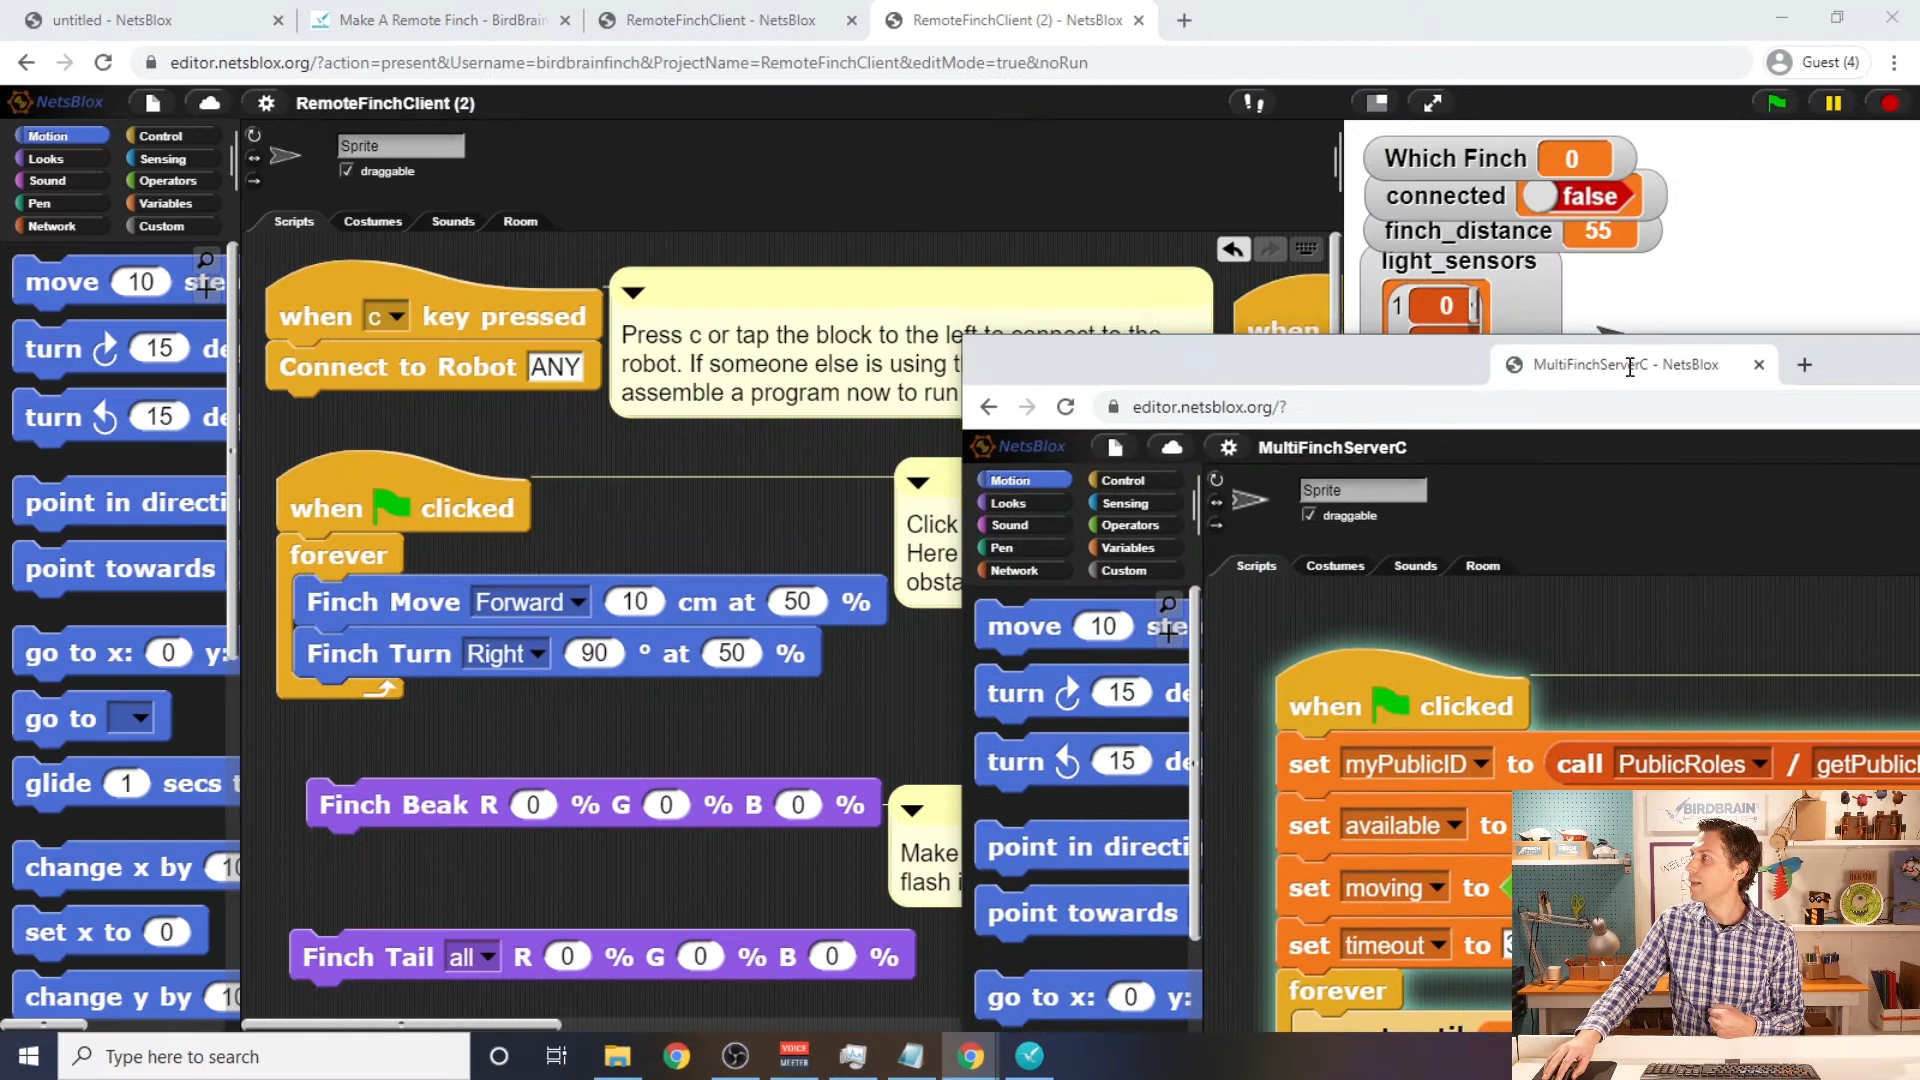 untitled - NetsBlox
Make A Remote Finch - BirdBrain
RemoteFinchClient - NetsBlox
RemoteFinchClient (2) - NetsBlox
editor.netsblox.org/?action=present&Username=birdbrainfinch&ProjectName=RemoteFinchClient&editMode=true&noRun
Guest (4)
NetsBlox
RemoteFinchClient (2)
Motion
Control
Looks
Sensing
Sound
Operators
Pen
Variables
Network
Custom
Sprite
draggable
Scripts
Costumes
Sounds
Room
Which Finch 0
connected false
finch_distance 55
light_sensors
1 0
move 10 ste
turn 15 de
turn 15 de
point in directi
point towards
go to x: 0 y:
go to
glide 1 secs t
change x by 10
set x to 0
change y by 10
when c key pressed
Connect to Robot ANY
Press c or tap the block to the left to connect to the
robot. If someone else is using t
assemble a program now to run
when
when clicked
forever
Finch Move Forward 10 cm at 50 %
Finch Turn Right 90 º at 50 %
Click
Here
obsta
Finch Beak R 0 % G 0 % B 0 %
Make
flash i
Finch Tail all R 0 % G 0 % B 0 %
MultiFinchServerC - NetsBlox
editor.netsblox.org/?
NetsBlox
MultiFinchServerC
Motion
Control
Looks
Sensing
Sound
Operators
Pen
Variables
Network
Custom
Sprite
draggable
Scripts
Costumes
Sounds
Room
move 10 ste
turn 15 de
turn 15 de
point in directi
point towards
go to x: 0 y:
when clicked
set myPublicID to call PublicRoles / getPublicI
set available to
set moving to
set timeout to 3
forever
BIRDBRAIN
Type here to search
VOICE
MEETER